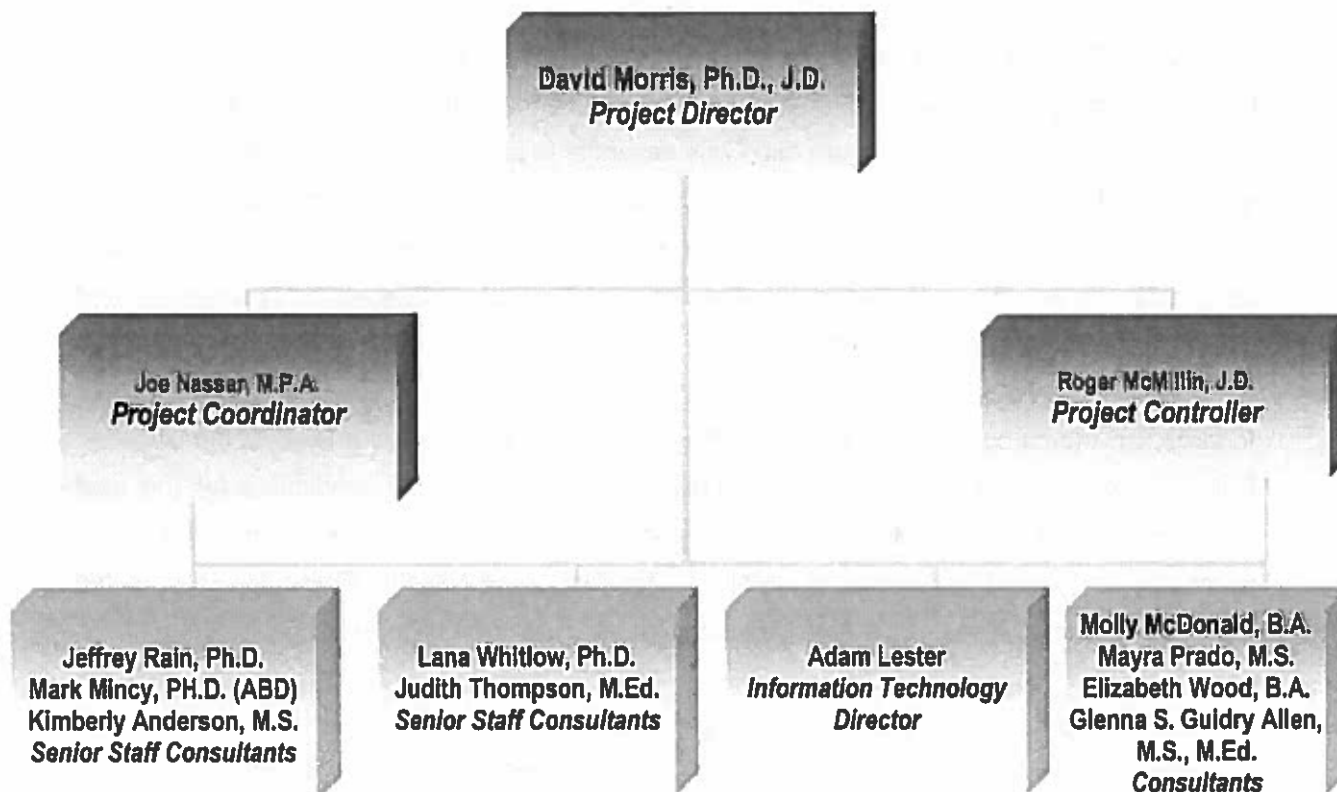 David Morris, Ph.D., J.D.
Project Director
Joe Nassar, M.P.A.
Project Coordinator
Roger McMillin, J.D.
Project Controller
Jeffrey Rain, Ph.D.
Mark Mincy, PH.D. (ABD)
Kimberly Anderson, M.S.
Senior Staff Consultants
Lana Whitlow, Ph.D.
Judith Thompson, M.Ed.
Senior Staff Consultants
Adam Lester
Information Technology
Director
Molly McDonald, B.A.
Mayra Prado, M.S.
Elizabeth Wood, B.A.
Glenna S. Guidry Allen,
M.S., M.Ed.
Consultants